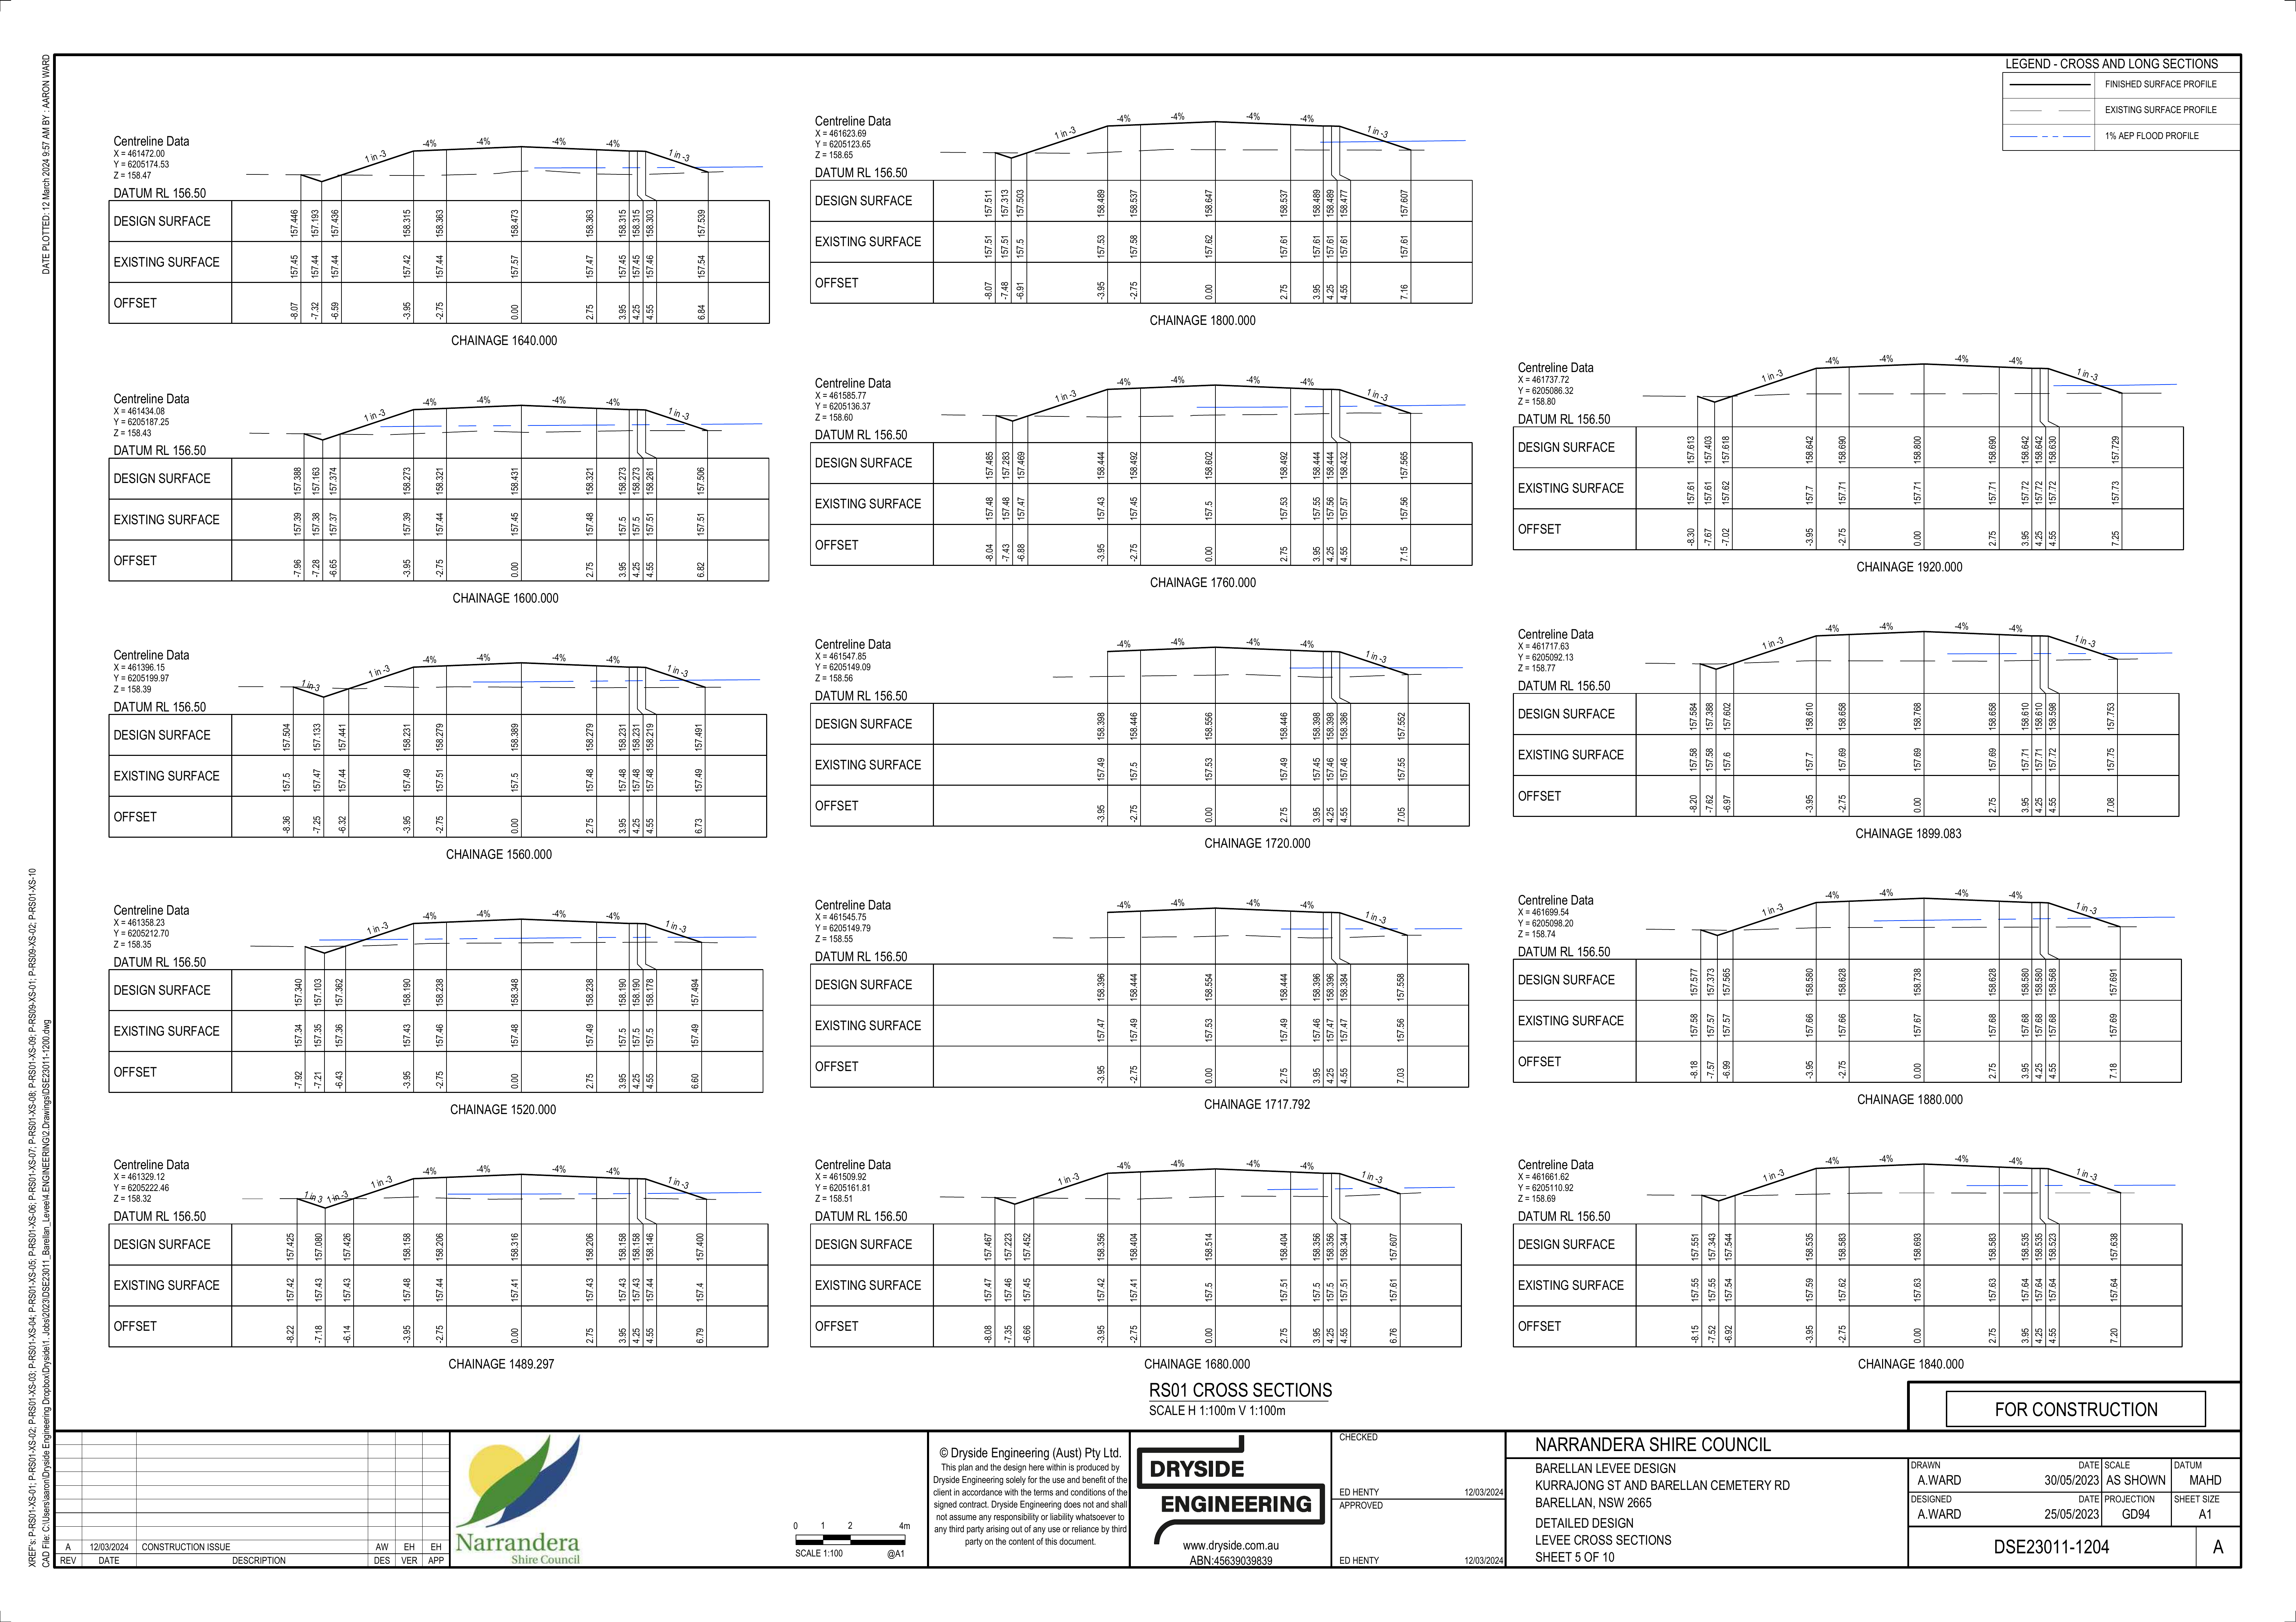 LEGEND - CROSS AND LONG SECTIONS
FINISHED SURFACE PROFILE
EXISTING SURFACE PROFILE
1% AEP FLOOD PROFILE
Centreline Data
X = 461472.00
Y = 6205174.53
Z = 158.47
DATUM RL 156.50
1 in -3 -4% -4% -4% -4% 1 in -3
DESIGN SURFACE 157.446 157.193 157.436 158.315 158.363 158.473 158.363 158.315 158.315 158.303 157.539
EXISTING SURFACE 157.45 157.44 157.44 157.42 157.44 157.57 157.47 157.45 157.45 157.46 157.54
OFFSET -8.07 -7.32 -6.59 -3.95 -2.75 0.00 2.75 3.95 4.25 4.55 6.84
CHAINAGE 1640.000
Centreline Data
X = 461434.08
Y = 6205187.25
Z = 158.43
DATUM RL 156.50
1 in -3 -4% -4% -4% -4% 1 in -3
DESIGN SURFACE 157.388 157.163 157.374 158.273 158.321 158.431 158.321 158.273 158.273 158.261 157.506
EXISTING SURFACE 157.39 157.38 157.37 157.39 157.44 157.45 157.48 157.5 157.5 157.51 157.51
OFFSET -7.96 -7.28 -6.65 -3.95 -2.75 0.00 2.75 3.95 4.25 4.55 6.82
CHAINAGE 1600.000
Centreline Data
X = 461396.15
Y = 6205199.97
Z = 158.39
DATUM RL 156.50
1 in-3 1 in -3 -4% -4% -4% -4% 1 in -3
DESIGN SURFACE 157.504 157.133 157.441 158.231 158.279 158.389 158.279 158.231 158.231 158.219 157.491
EXISTING SURFACE 157.5 157.47 157.44 157.49 157.51 157.5 157.48 157.48 157.48 157.48 157.49
OFFSET -8.36 -7.25 -6.32 -3.95 -2.75 0.00 2.75 3.95 4.25 4.55 6.73
CHAINAGE 1560.000
Centreline Data
X = 461358.23
Y = 6205212.70
Z = 158.35
DATUM RL 156.50
1 in -3 -4% -4% -4% -4% 1 in -3
DESIGN SURFACE 157.340 157.103 157.362 158.190 158.238 158.348 158.238 158.190 158.190 158.178 157.494
EXISTING SURFACE 157.34 157.35 157.36 157.43 157.46 157.48 157.49 157.5 157.5 157.5 157.49
OFFSET -7.92 -7.21 -6.43 -3.95 -2.75 0.00 2.75 3.95 4.25 4.55 6.60
CHAINAGE 1520.000
Centreline Data
X = 461329.12
Y = 6205222.46
Z = 158.32
DATUM RL 156.50
1 in 3 1 in -3 1 in -3 -4% -4% -4% -4% 1 in -3
DESIGN SURFACE 157.425 157.080 157.426 158.158 158.206 158.316 158.206 158.158 158.158 158.146 157.400
EXISTING SURFACE 157.42 157.43 157.43 157.48 157.44 157.41 157.43 157.43 157.43 157.44 157.4
OFFSET -8.22 -7.18 -6.14 -3.95 -2.75 0.00 2.75 3.95 4.25 4.55 6.79
CHAINAGE 1489.297
Centreline Data
X = 461623.69
Y = 6205123.65
Z = 158.65
DATUM RL 156.50
1 in -3 -4% -4% -4% -4% 1 in -3
DESIGN SURFACE 157.511 157.313 157.503 158.489 158.537 158.647 158.537 158.489 158.489 158.477 157.607
EXISTING SURFACE 157.51 157.51 157.5 157.53 157.58 157.62 157.61 157.61 157.61 157.61 157.61
OFFSET -8.07 -7.48 -6.91 -3.95 -2.75 0.00 2.75 3.95 4.25 4.55 7.16
CHAINAGE 1800.000
Centreline Data
X = 461585.77
Y = 6205136.37
Z = 158.60
DATUM RL 156.50
1 in -3 -4% -4% -4% -4% 1 in -3
DESIGN SURFACE 157.485 157.283 157.469 158.444 158.492 158.602 158.492 158.444 158.444 158.432 157.565
EXISTING SURFACE 157.48 157.48 157.47 157.43 157.45 157.5 157.53 157.55 157.56 157.57 157.56
OFFSET -8.04 -7.43 -6.88 -3.95 -2.75 0.00 2.75 3.95 4.25 4.55 7.15
CHAINAGE 1760.000
Centreline Data
X = 461547.85
Y = 6205149.09
Z = 158.56
DATUM RL 156.50
-4% -4% -4% -4% 1 in -3
DESIGN SURFACE 158.398 158.446 158.556 158.446 158.398 158.398 158.386 157.552
EXISTING SURFACE 157.49 157.5 157.53 157.49 157.45 157.46 157.46 157.55
OFFSET -3.95 -2.75 0.00 2.75 3.95 4.25 4.55 7.05
CHAINAGE 1720.000
Centreline Data
X = 461545.75
Y = 6205149.79
Z = 158.55
DATUM RL 156.50
-4% -4% -4% -4% 1 in -3
DESIGN SURFACE 158.396 158.444 158.554 158.444 158.396 158.396 158.384 157.558
EXISTING SURFACE 157.47 157.49 157.53 157.49 157.46 157.47 157.47 157.56
OFFSET -3.95 -2.75 0.00 2.75 3.95 4.25 4.55 7.03
CHAINAGE 1717.792
Centreline Data
X = 461509.92
Y = 6205161.81
Z = 158.51
DATUM RL 156.50
1 in -3 -4% -4% -4% -4% 1 in -3
DESIGN SURFACE 157.467 157.223 157.452 158.356 158.404 158.514 158.404 158.356 158.356 158.344 157.607
EXISTING SURFACE 157.47 157.46 157.45 157.42 157.41 157.5 157.51 157.5 157.5 157.51 157.61
OFFSET -8.08 -7.35 -6.66 -3.95 -2.75 0.00 2.75 3.95 4.25 4.55 6.76
CHAINAGE 1680.000
Centreline Data
X = 461737.72
Y = 6205086.32
Z = 158.80
DATUM RL 156.50
1 in -3 -4% -4% -4% -4% 1 in -3
DESIGN SURFACE 157.613 157.403 157.618 158.642 158.690 158.800 158.690 158.642 158.642 158.630 157.729
EXISTING SURFACE 157.61 157.61 157.62 157.7 157.71 157.71 157.71 157.72 157.72 157.72 157.73
OFFSET -8.30 -7.67 -7.02 -3.95 -2.75 0.00 2.75 3.95 4.25 4.55 7.25
CHAINAGE 1920.000
Centreline Data
X = 461717.63
Y = 6205092.13
Z = 158.77
DATUM RL 156.50
1 in -3 -4% -4% -4% -4% 1 in -3
DESIGN SURFACE 157.584 157.388 157.602 158.610 158.658 158.768 158.658 158.610 158.610 158.598 157.753
EXISTING SURFACE 157.58 157.58 157.6 157.7 157.69 157.69 157.69 157.71 157.71 157.72 157.75
OFFSET -8.20 -7.62 -6.97 -3.95 -2.75 0.00 2.75 3.95 4.25 4.55 7.08
CHAINAGE 1899.083
Centreline Data
X = 461699.54
Y = 6205098.20
Z = 158.74
DATUM RL 156.50
1 in -3 -4% -4% -4% -4% 1 in -3
DESIGN SURFACE 157.577 157.373 157.565 158.580 158.628 158.738 158.628 158.580 158.580 158.568 157.691
EXISTING SURFACE 157.58 157.57 157.57 157.66 157.66 157.67 157.68 157.68 157.68 157.68 157.69
OFFSET -8.18 -7.57 -6.99 -3.95 -2.75 0.00 2.75 3.95 4.25 4.55 7.18
CHAINAGE 1880.000
Centreline Data
X = 461661.62
Y = 6205110.92
Z = 158.69
DATUM RL 156.50
1 in -3 -4% -4% -4% -4% 1 in -3
DESIGN SURFACE 157.551 157.343 157.544 158.535 158.583 158.693 158.583 158.535 158.535 158.523 157.638
EXISTING SURFACE 157.55 157.55 157.54 157.59 157.62 157.63 157.63 157.64 157.64 157.64 157.64
OFFSET -8.15 -7.52 -6.92 -3.95 -2.75 0.00 2.75 3.95 4.25 4.55 7.20
CHAINAGE 1840.000
RS01 CROSS SECTIONS
SCALE H 1:100m V 1:100m
FOR CONSTRUCTION
A 12/03/2024 CONSTRUCTION ISSUE AW EH EH
REV DATE DESCRIPTION DES VER APP
Narrandera
Shire Council
0 1 2 4m
SCALE 1:100 @A1
© Dryside Engineering (Aust) Pty Ltd.
This plan and the design here within is produced by
Dryside Engineering solely for the use and benefit of the
client in accordance with the terms and conditions of the
signed contract. Dryside Engineering does not and shall
not assume any responsibility or liability whatsoever to
any third party arising out of any use or reliance by third
party on the content of this document.
DRYSIDE
ENGINEERING
www.dryside.com.au
ABN:45639039839
CHECKED
ED HENTY 12/03/2024
APPROVED
ED HENTY 12/03/2024
NARRANDERA SHIRE COUNCIL
BARELLAN LEVEE DESIGN
KURRAJONG ST AND BARELLAN CEMETERY RD
BARELLAN, NSW 2665
DETAILED DESIGN
LEVEE CROSS SECTIONS
SHEET 5 OF 10
DRAWN DATE SCALE DATUM
A.WARD 30/05/2023 AS SHOWN MAHD
DESIGNED DATE PROJECTION SHEET SIZE
A.WARD 25/05/2023 GD94 A1
DSE23011-1204 A
DATE PLOTTED: 12 March 2024 9:57 AM BY : AARON WARD
XREF's: P-RS01-XS-01; P-RS01-XS-02; P-RS01-XS-03; P-RS01-XS-04; P-RS01-XS-05; P-RS01-XS-06; P-RS01-XS-07; P-RS01-XS-08; P-RS01-XS-09; P-RS09-XS-01; P-RS09-XS-02; P-RS01-XS-10
CAD File: C:\Users\aaron\Dryside Engineering Dropbox\Dryside\1. Jobs\2023\DSE23011_Barellan_Levee\4.ENGINEERING\2.Drawings\DSE23011-1200.dwg